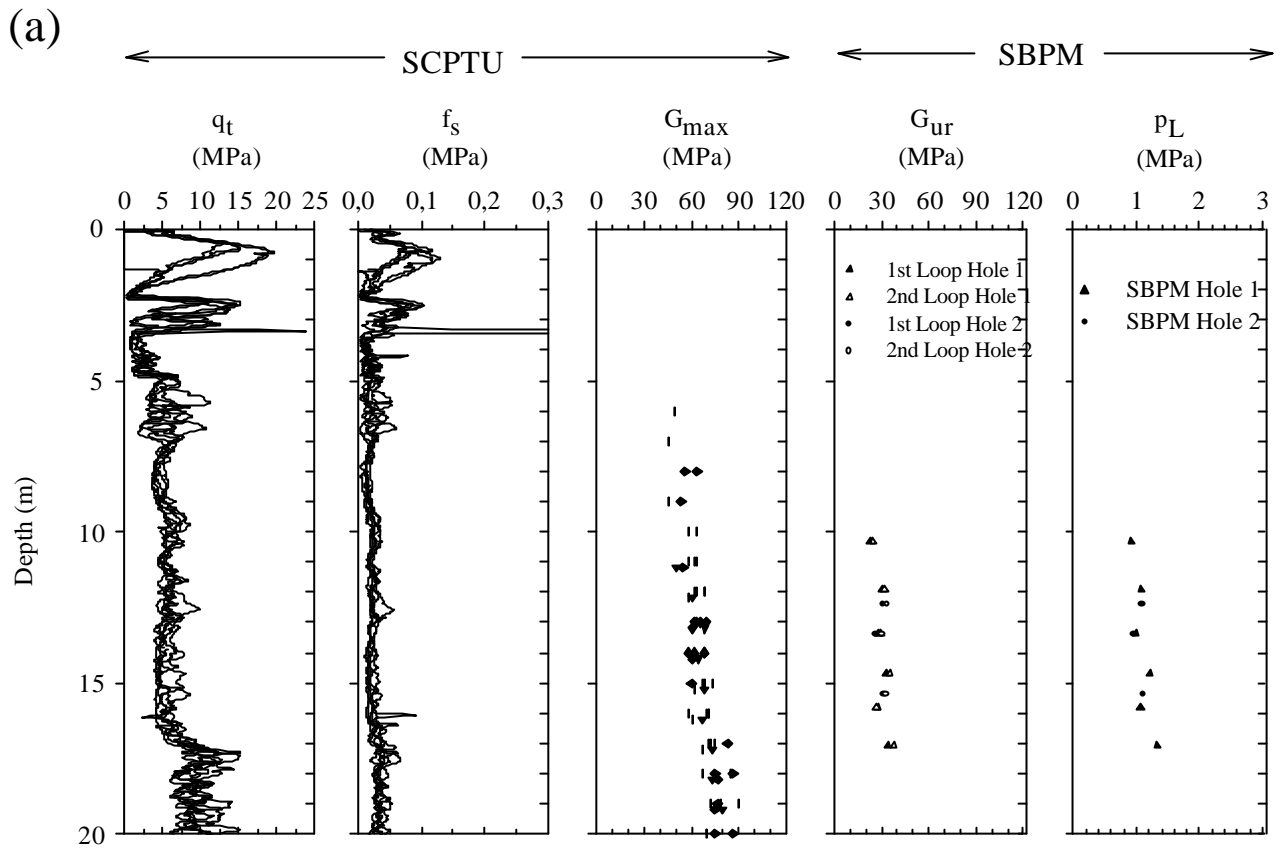 (a)
SCPTU
SBPM
q_t
f_s
G_max
G_ur
p_L
(MPa)
(MPa)
(MPa)
(MPa)
(MPa)
0 5 10 15 20 25
0,0 0,1 0,2 0,3
0 30 60 90 120
0 30 60 90 120
0 1 2 3
0
5
10
15
20
Depth (m)
1st Loop Hole 1
2nd Loop Hole 1
1st Loop Hole 2
2nd Loop Hole 2
SBPM Hole 1
SBPM Hole 2